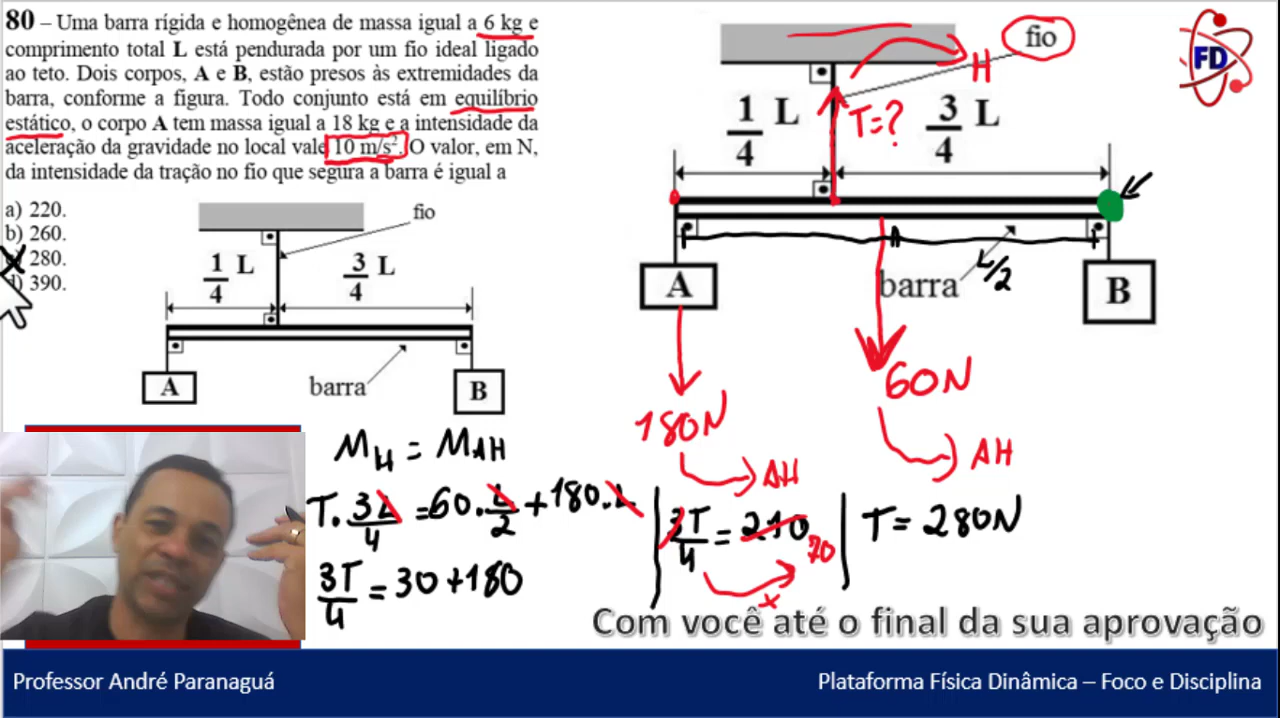 80 – Uma barra rígida e homogênea de massa igual a 6 kg e
comprimento total L está pendurada por um fio ideal ligado
ao teto. Dois corpos, A e B, estão presos às extremidades da
barra, conforme a figura. Todo conjunto está em equilíbrio
estático, o corpo A tem massa igual a 18 kg e a intensidade da
aceleração da gravidade no local vale 10 m/s². O valor, em N,
da intensidade da tração no fio que segura a barra é igual a
a) 220.
b) 260.
280.
390.
fio
1/4 L
3/4 L
A
barra
B
fio
FD
H
T=?
1/4 L
3/4 L
L/2
A
barra
B
180N
60N
AH
AH
M_H = M_AH
T. 3L/4 = 60. L/2 + 180. L
3T/4 = 30 + 180
3T/4 = 210
70
x
T = 280N
Com você até o final da sua aprovação
Professor André Paranaguá
Plataforma Física Dinâmica – Foco e Disciplina